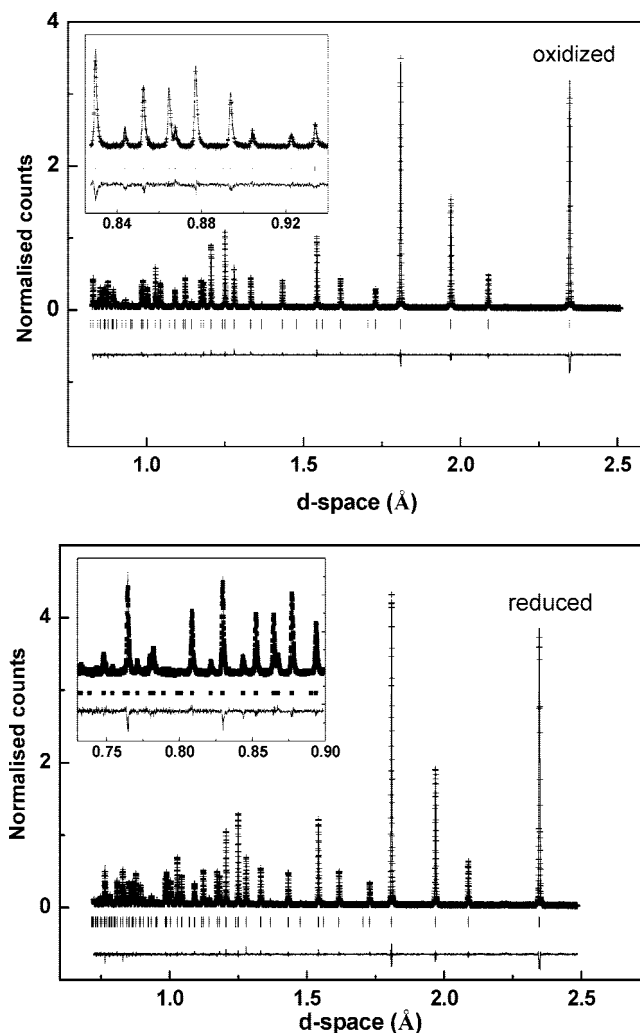 4
oxidized
2
0
Normalised counts
0.84 0.88 0.92
1.0 1.5 2.0 2.5
d-space (Å)
4
reduced
2
0
Normalised counts
0.75 0.80 0.85 0.90
1.0 1.5 2.0 2.5
d-space (Å)